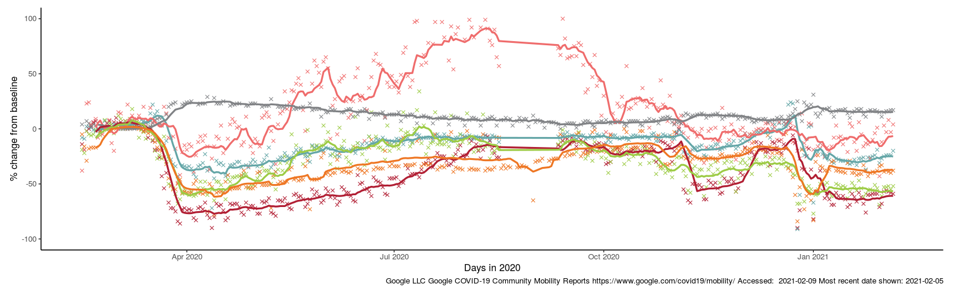 100
50
0
-50
-100
% change from baseline
Apr 2020
Jul 2020
Oct 2020
Jan 2021
Days in 2020
Google LLC Google COVID-19 Community Mobility Reports https://www.google.com/covid19/mobility/ Accessed: 2021-02-09 Most recent date shown: 2021-02-05